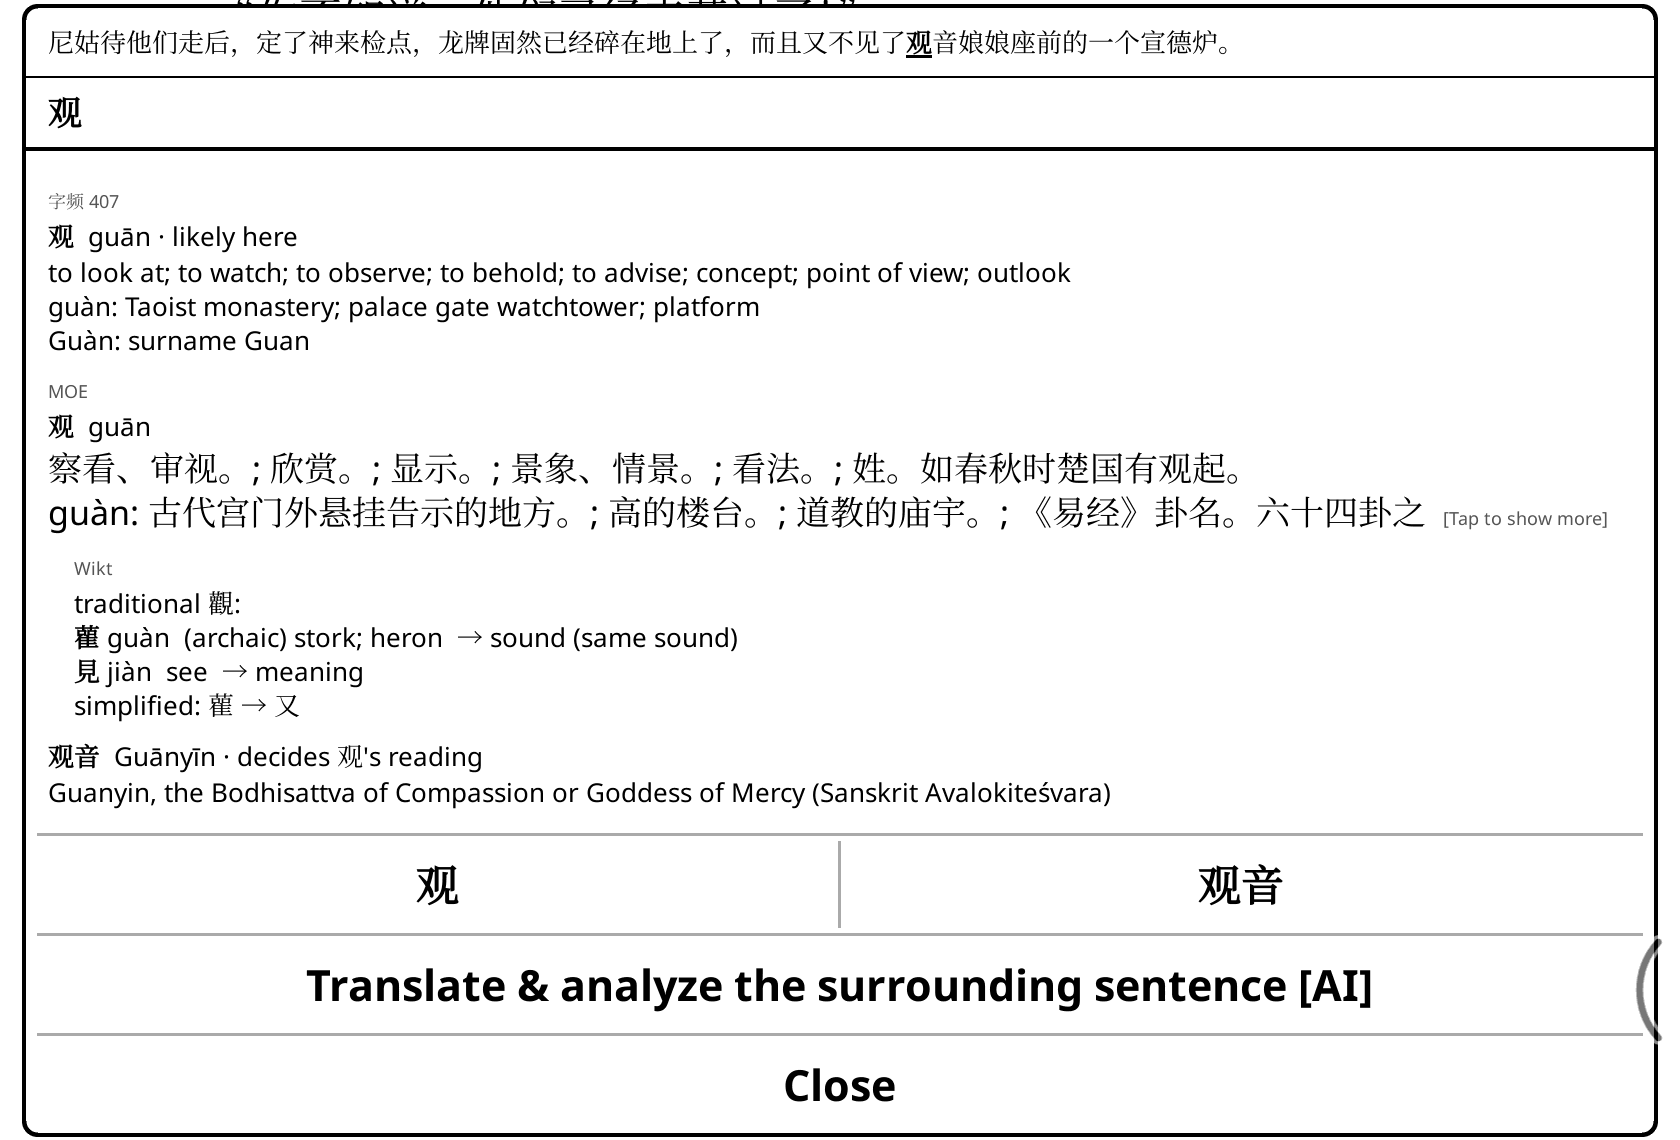 尼姑待他们走后，定了神来检点，龙牌固然已经碎在地上了，而且又不见了观音娘娘座前的一个宣德炉。
观
字频 407
观 guān · likely here
to look at; to watch; to observe; to behold; to advise; concept; point of view; outlook
guàn: Taoist monastery; palace gate watchtower; platform
Guàn: surname Guan
MOE
观 guān
察看、审视。; 欣赏。; 显示。; 景象、情景。; 看法。; 姓。如春秋时楚国有观起。
guàn: 古代宫门外悬挂告示的地方。; 高的楼台。; 道教的庙宇。; 《易经》卦名。六十四卦之 [Tap to show more]
Wikt
traditional 觀:
雚 guàn (archaic) stork; heron → sound (same sound)
見 jiàn see → meaning
simplified: 雚 → 又
观音 Guānyīn · decides 观's reading
Guanyin, the Bodhisattva of Compassion or Goddess of Mercy (Sanskrit Avalokiteśvara)
观 观音
Translate & analyze the surrounding sentence [AI]
Close